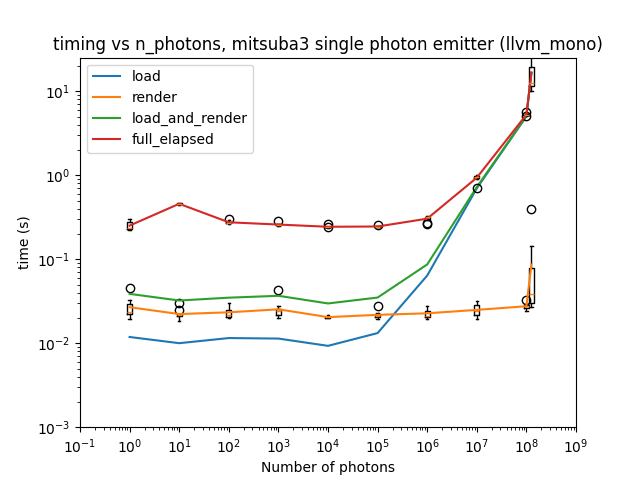 timing vs n_photons, mitsuba3 single photon emitter (llvm_mono)
load
render
load_and_render
full_elapsed
time (s)
10¹
10⁰
10⁻¹
10⁻²
10⁻³
10⁻¹ 10⁰ 10¹ 10² 10³ 10⁴ 10⁵ 10⁶ 10⁷ 10⁸ 10⁹
Number of photons